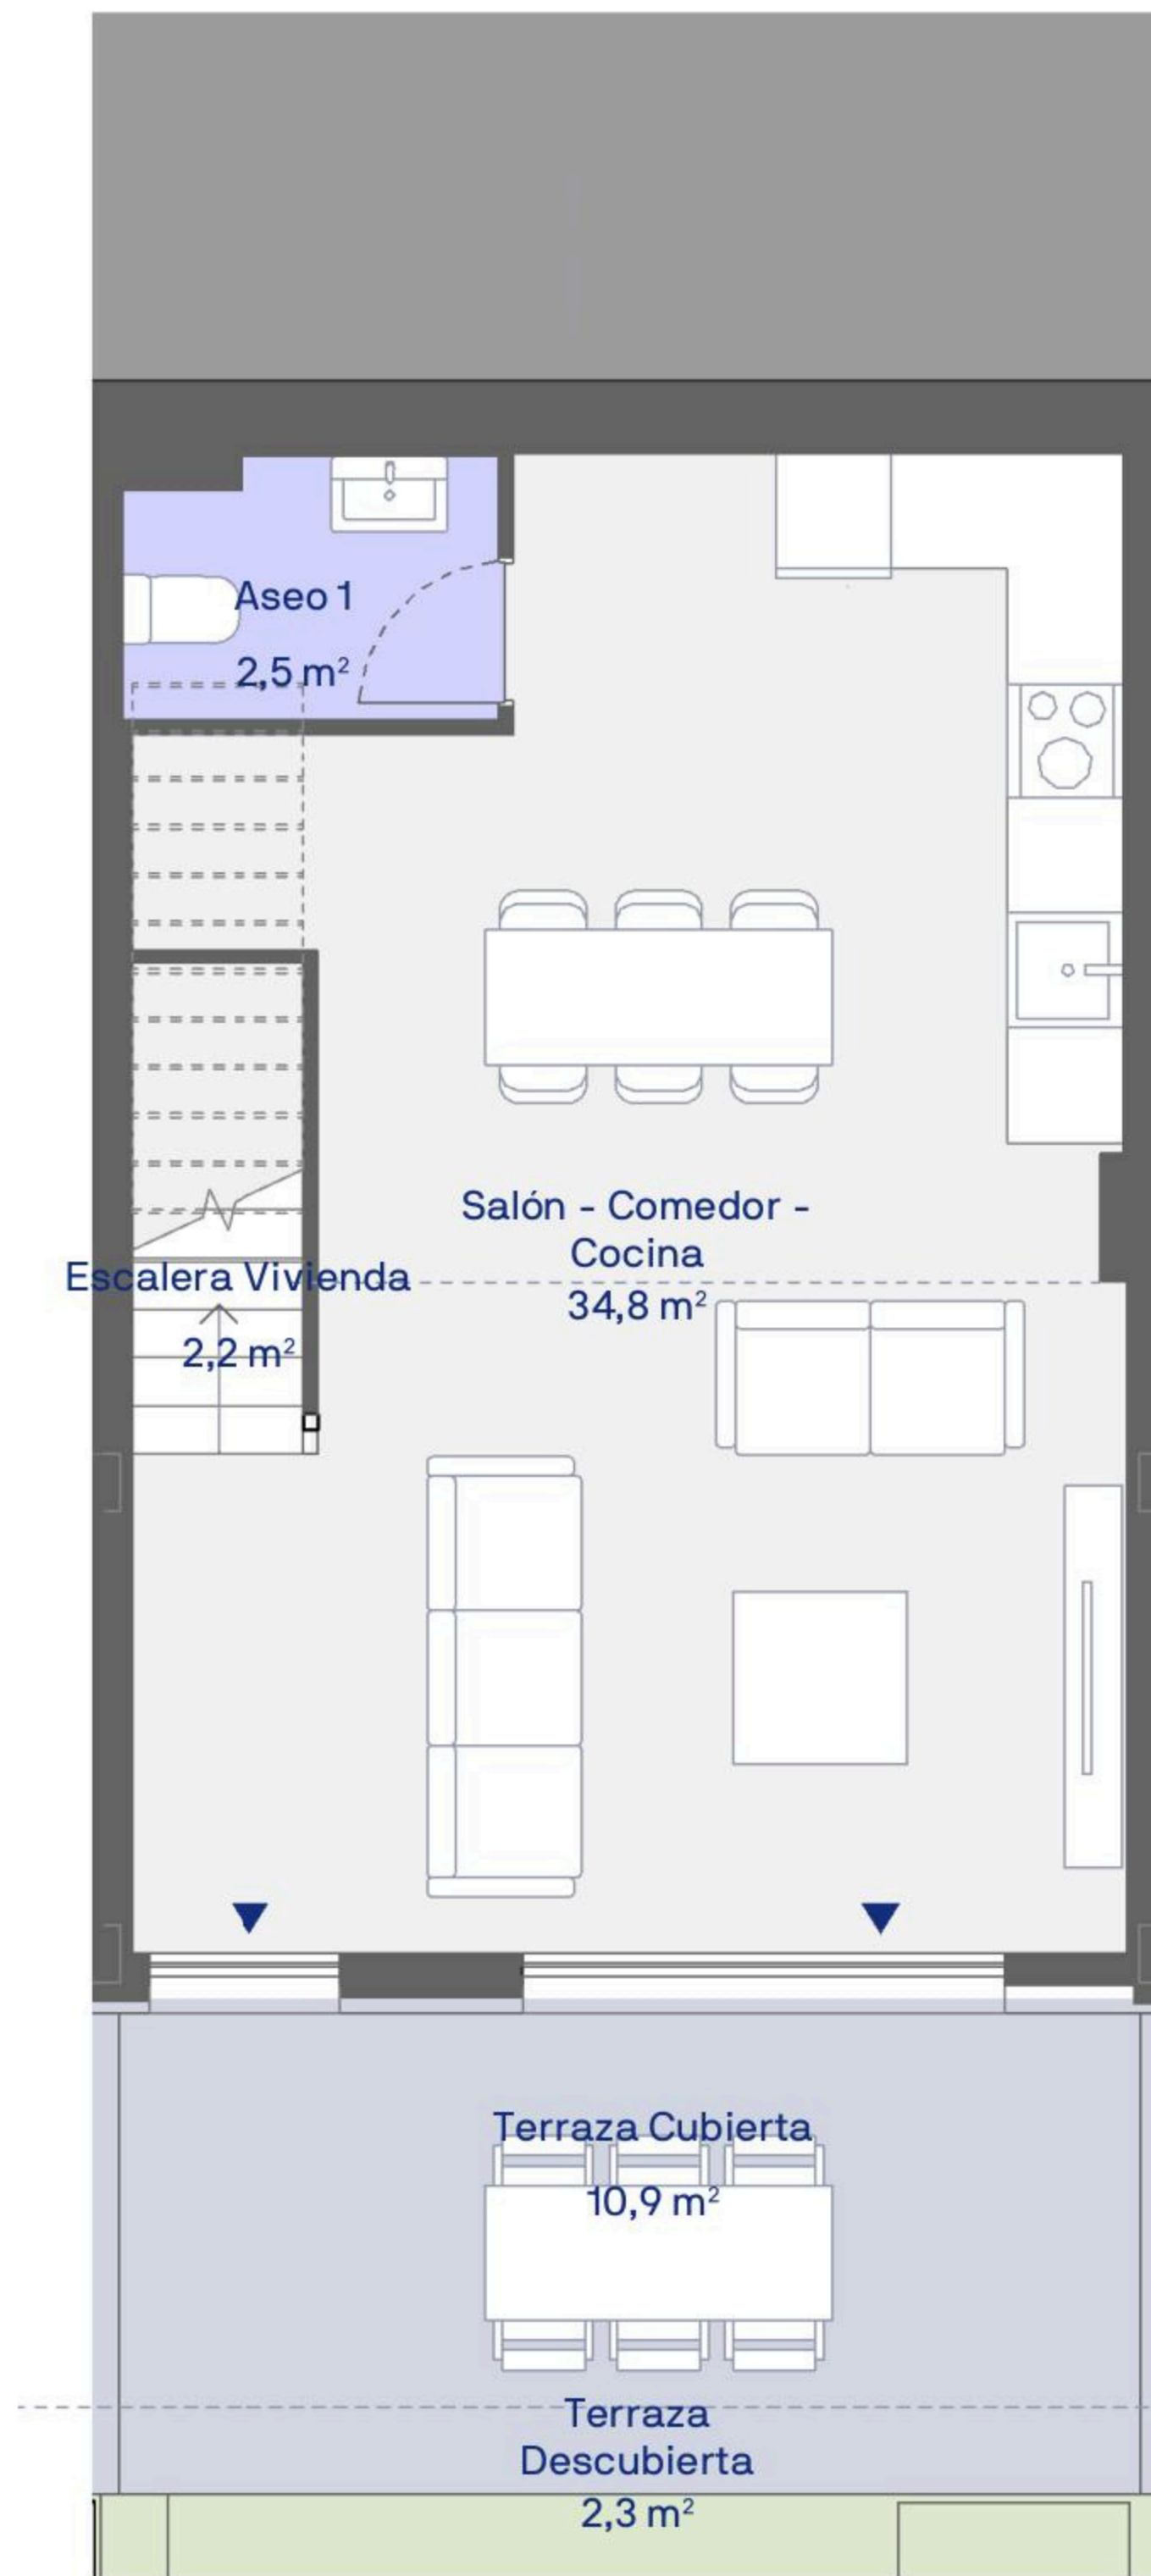 Aseo 1
2,5 m²
Salón - Comedor -
Cocina
34,8 m²
Escalera Vivienda
2,2 m²
Terraza Cubierta
10,9 m²
Terraza
Descubierta
2,3 m²